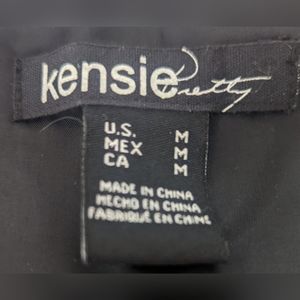 kensie Pretty
U.S. M
MEX M
CA M
MADE IN CHINA
HECHO EN CHINA
FABRIQUÉ EN CHINE